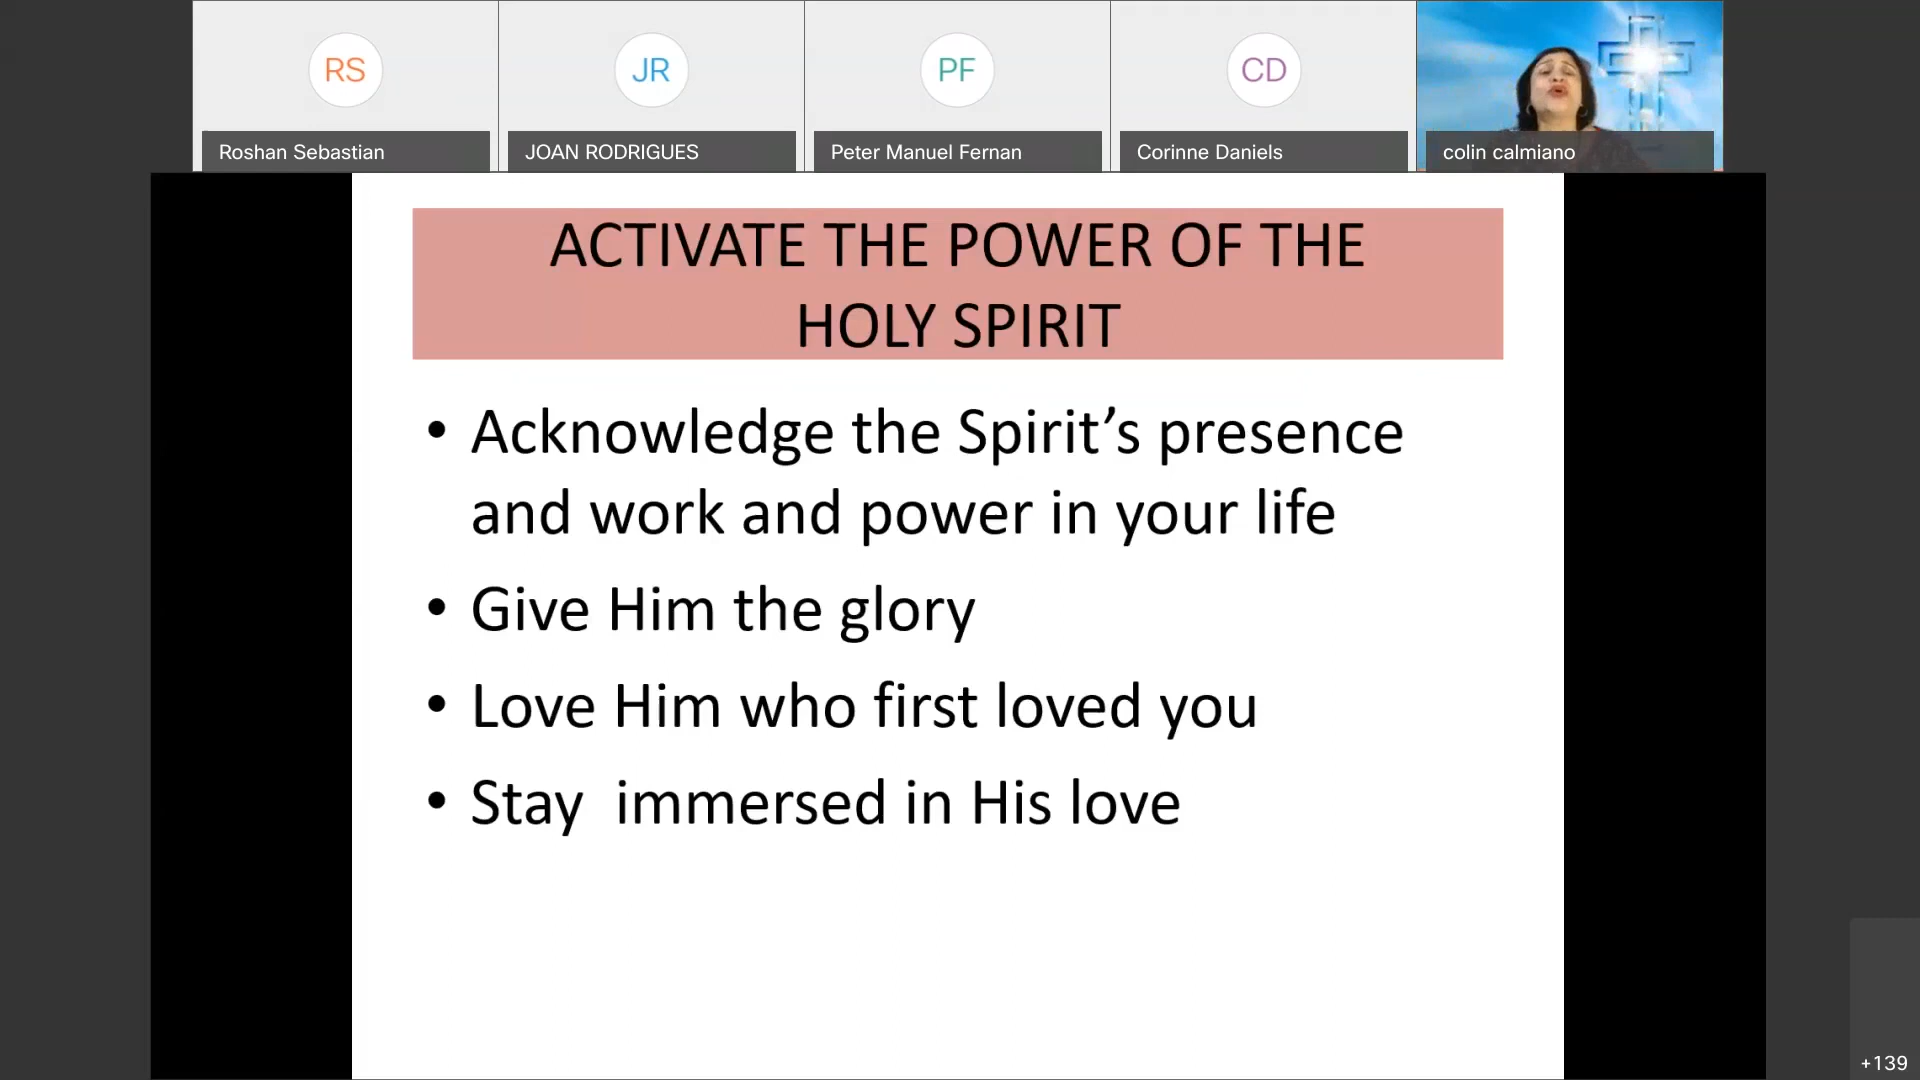 RS
JR
PF
CD
Roshan Sebastian
JOAN RODRIGUES
Peter Manuel Fernan
Corinne Daniels
colin calmiano
ACTIVATE THE POWER OF THE
HOLY SPIRIT
• Acknowledge the Spirit’s presence
and work and power in your life
• Give Him the glory
• Love Him who first loved you
• Stay  immersed in His love
+139